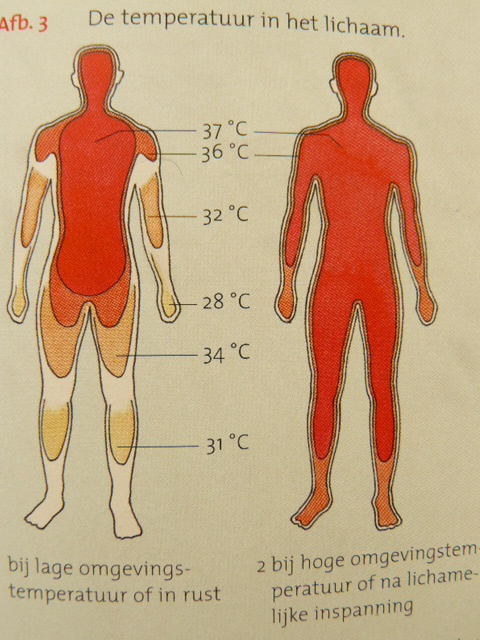 Afb. 3 De temperatuur in het lichaam.
37 °C
36 °C
32 °C
28 °C
34 °C
31 °C
bij lage omgevings-
temperatuur of in rust
2 bij hoge omgevingstem-
peratuur of na lichame-
lijke inspanning